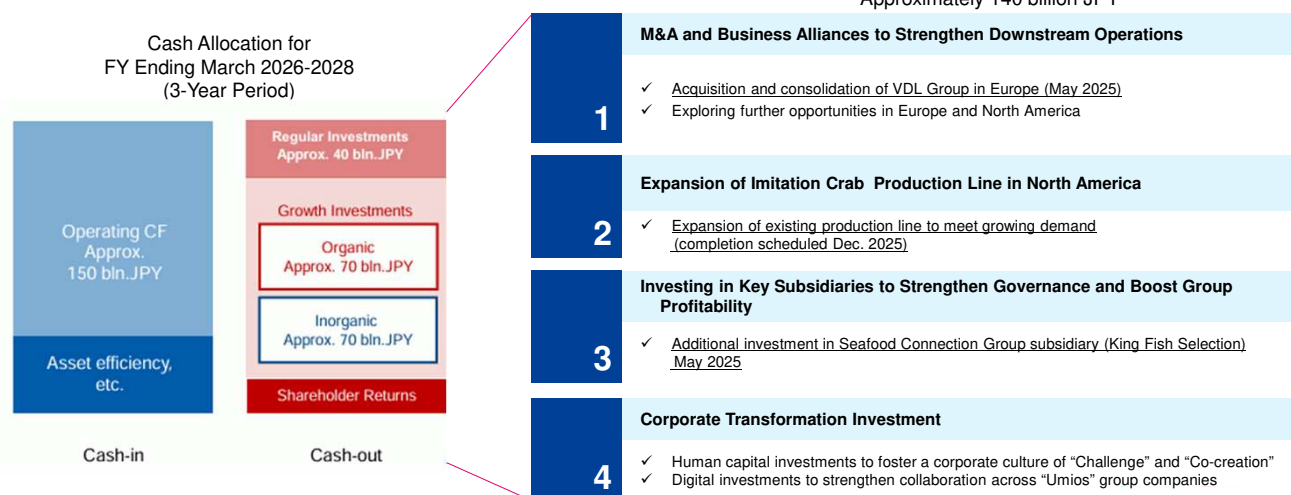 Approximately 140 billion JPY
Cash Allocation for
FY Ending March 2026-2028
(3-Year Period)
Regular Investments
Approx. 40 bln.JPY
Growth Investments
Organic
Approx. 70 bln.JPY
Inorganic
Approx. 70 bln.JPY
Shareholder Returns
Operating CF
Approx.
150 bln.JPY
Asset efficiency,
etc.
Cash-in
Cash-out
1
M&A and Business Alliances to Strengthen Downstream Operations
✓ Acquisition and consolidation of VDL Group in Europe (May 2025)
✓ Exploring further opportunities in Europe and North America
2
Expansion of Imitation Crab Production Line in North America
✓ Expansion of existing production line to meet growing demand
(completion scheduled Dec. 2025)
3
Investing in Key Subsidiaries to Strengthen Governance and Boost Group
Profitability
✓ Additional investment in Seafood Connection Group subsidiary (King Fish Selection)
May 2025
4
Corporate Transformation Investment
✓ Human capital investments to foster a corporate culture of “Challenge” and “Co-creation”
✓ Digital investments to strengthen collaboration across “Umios” group companies